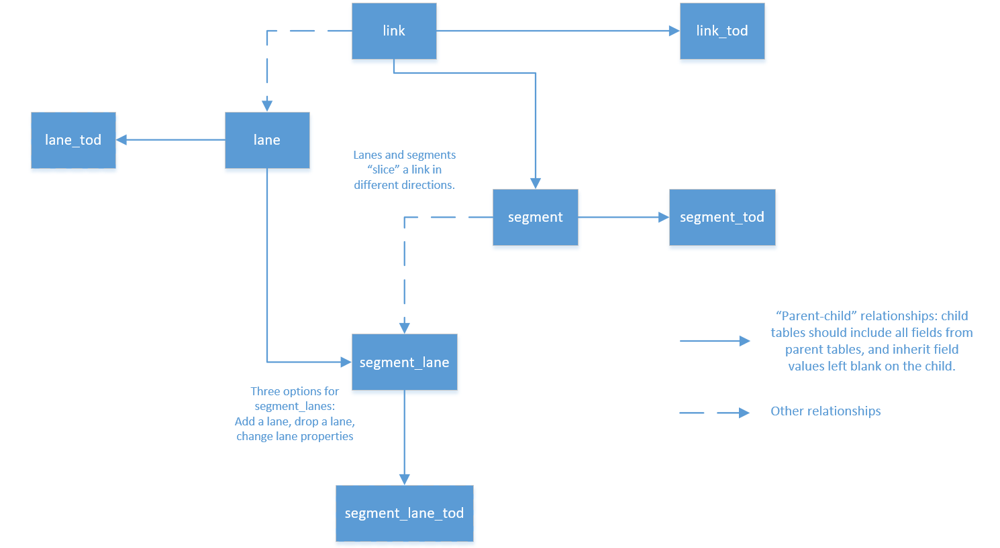 link
link_tod
lane_tod
lane
Lanes and segments
“slice” a link in
different directions.
segment
segment_tod
“Parent-child” relationships: child
tables should include all fields from
parent tables, and inherit field
values left blank on the child.
segment_lane
Three options for
segment_lanes:
Add a lane, drop a lane,
change lane properties
Other relationships
segment_lane_tod